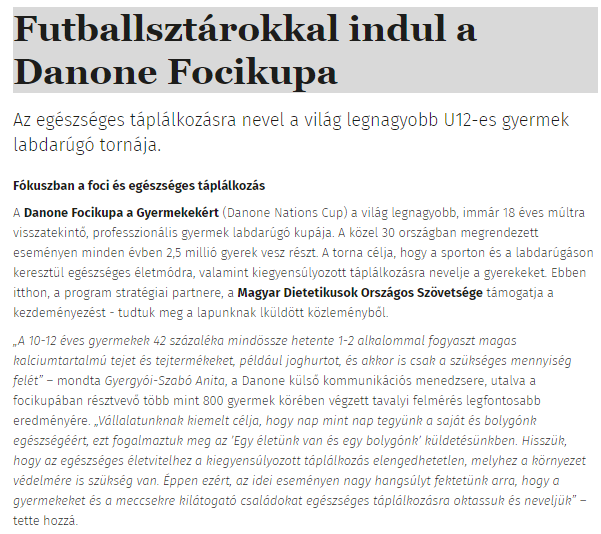 Futballsztárokkal indul a
Danone Focikupa
Az egészséges táplálkozásra nevel a világ legnagyobb U12-es gyermek
labdarúgó tornája.
Fókuszban a foci és egészséges táplálkozás
A Danone Focikupa a Gyermekekért (Danone Nations Cup) a világ legnagyobb, immár 18 éves múltra
visszatekintő, professzionális gyermek labdarúgó kupája. A közel 30 országban megrendezett
eseményen minden évben 2,5 millió gyerek vesz részt. A torna célja, hogy a sporton és a labdarúgáson
keresztül egészséges életmódra, valamint kiegyensúlyozott táplálkozásra nevelje a gyerekeket. Ebben
itthon, a program stratégiai partnere, a Magyar Dietetikusok Országos Szövetsége támogatja a
kezdeményezést - tudtuk meg a lapunknak lküldött közleményből.
„A 10-12 éves gyermekek 42 százaléka mindössze hetente 1-2 alkalommal fogyaszt magas
kalciumtartalmú tejet és tejtermékeket, például joghurtot, és akkor is csak a szükséges mennyiség
felét” – mondta Gyergyói-Szabó Anita, a Danone külső kommunikációs menedzsere, utalva a
focikupában résztvevő több mint 800 gyermek körében végzett tavalyi felmérés legfontosabb
eredményére. „Vállalatunknak kiemelt célja, hogy nap mint nap tegyünk a saját és bolygónk
egészségéért, ezt fogalmaztuk meg az ‘Egy életünk van és egy bolygónk’ küldetésünkben. Hisszük,
hogy az egészséges életvitelhez a kiegyensúlyozott táplálkozás elengedhetetlen, melyhez a környezet
védelmére is szükség van. Éppen ezért, az idei eseményen nagy hangsúlyt fektetünk arra, hogy a
gyermekeket és a meccsekre kilátogató családokat egészséges táplálkozásra oktassuk és neveljük” –
tette hozzá.